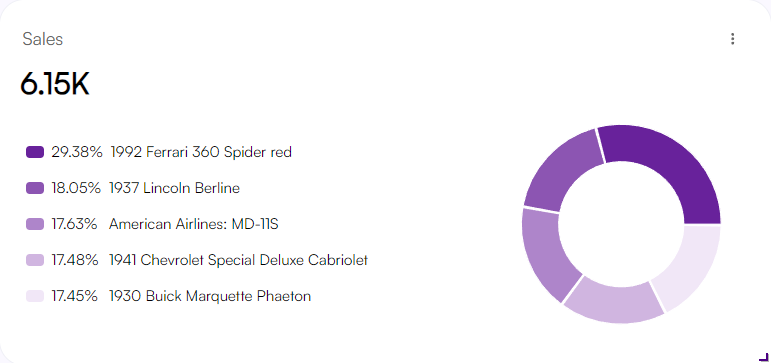 Sales
6.15K
29.38% 1992 Ferrari 360 Spider red
18.05% 1937 Lincoln Berline
17.63% American Airlines: MD-11S
17.48% 1941 Chevrolet Special Deluxe Cabriolet
17.45% 1930 Buick Marquette Phaeton